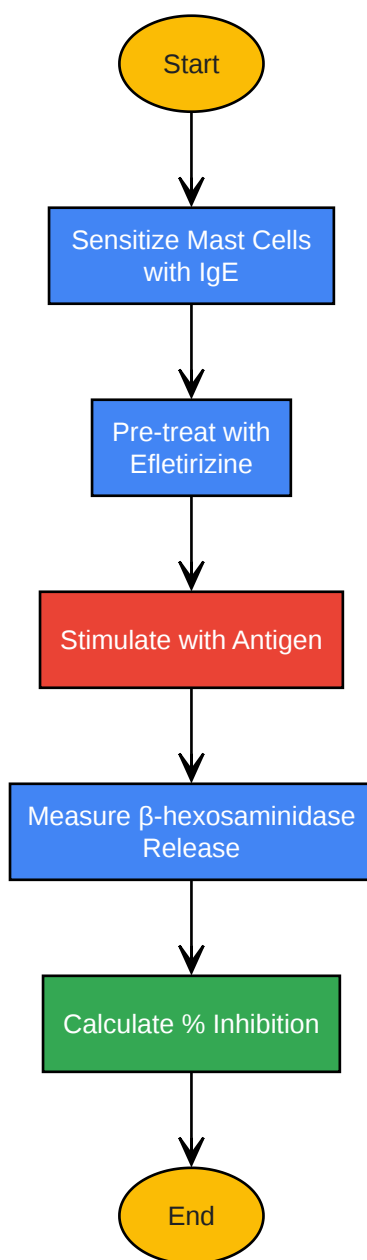 Start
Sensitize Mast Cells
with IgE
Pre-treat with
Efletirizine
Stimulate with Antigen
Measure β-hexosaminidase
Release
Calculate % Inhibition
End